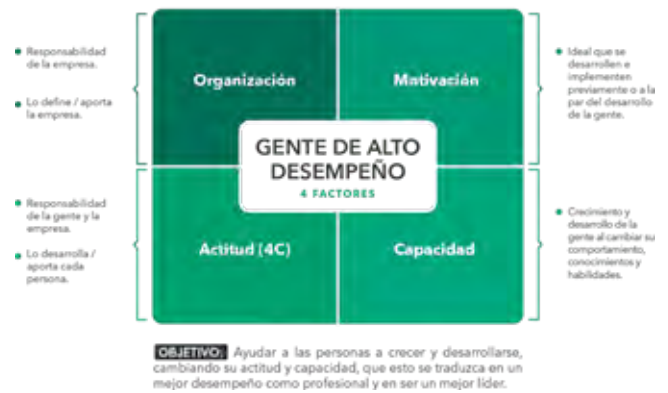 Responsabilidad
de la empresa.
Lo define / aporta
la empresa.
Organización
Motivación
Ideal que se
desarrollen e
implementen
previamente o a la
par del desarrollo
de la gente.
GENTE DE ALTO
DESEMPEÑO
4 FACTORES
Responsabilidad
de la gente y la
empresa.
Lo desarrolla /
aporta cada
persona.
Actitud (4C)
Capacidad
Crecimiento y
desarrollo de la
gente al cambiar su
comportamiento,
conocimientos y
habilidades.
OBJETIVO: Ayudar a las personas a crecer y desarrollarse,
cambiando su actitud y capacidad, que esto se traduzca en un
mejor desempeño como profesional y en ser un mejor líder.